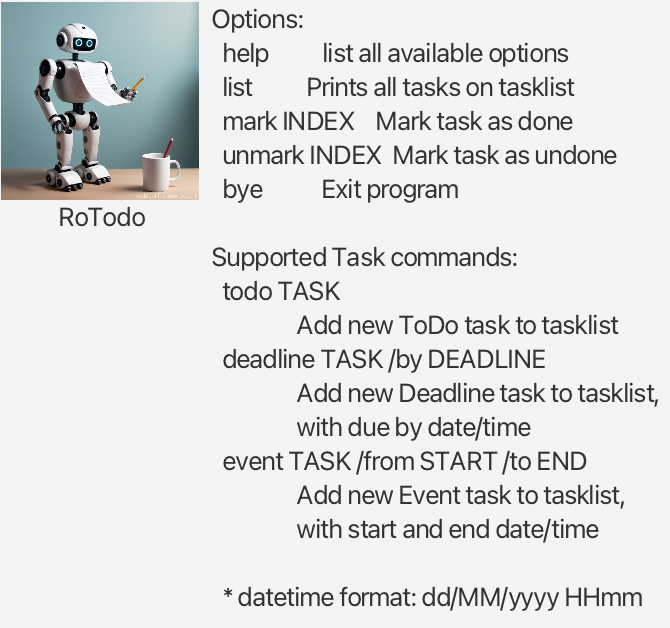 Options:
help list all available options
list Prints all tasks on tasklist
mark INDEX Mark task as done
unmark INDEX Mark task as undone
bye Exit program
RoTodo
Supported Task commands:
todo TASK
Add new ToDo task to tasklist
deadline TASK /by DEADLINE
Add new Deadline task to tasklist,
with due by date/time
event TASK /from START /to END
Add new Event task to tasklist,
with start and end date/time
* datetime format: dd/MM/yyyy HHmm